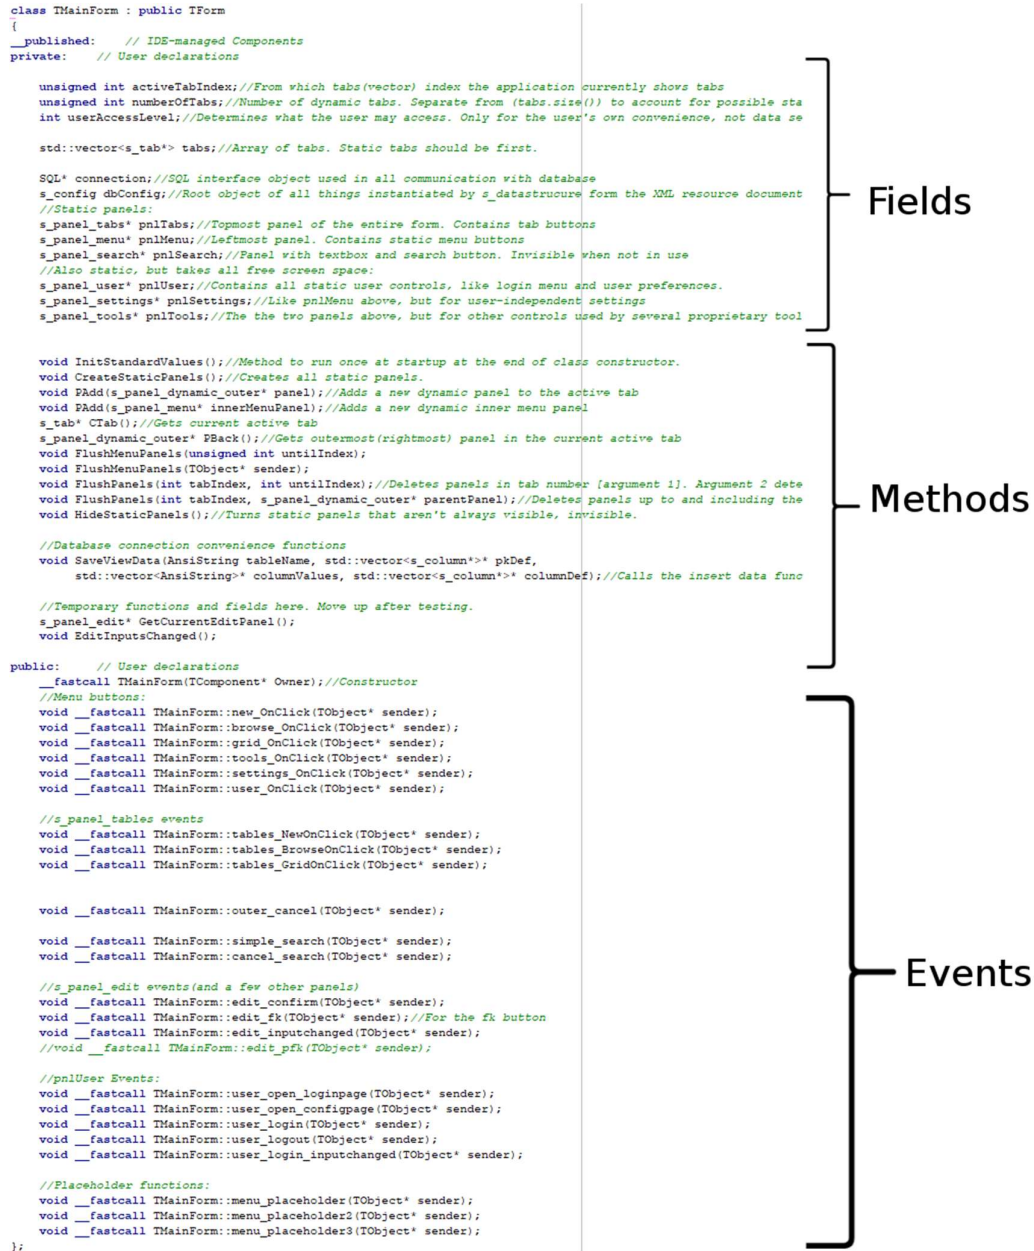 class TMainForm : public TForm
{
__published:    // IDE-managed Components
private:    // User declarations
unsigned int activeTabIndex;//From which tabs(vector) index the application currently shows tabs
unsigned int numberOfTabs;//Number of dynamic tabs. Separate from (tabs.size()) to account for possible sta
int userAccessLevel;//Determines what the user may access. Only for the user's own convenience, not data se
std::vector<s_tab*> tabs;//Array of tabs. Static tabs should be first.
SQL* connection;//SQL interface object used in all communication with database
s_config dbConfig;//Root object of all things instantiated by s_datastrucure form the XML resource document
//Static panels:
s_panel_tabs* pnlTabs;//Topmost panel of the entire form. Contains tab buttons
s_panel_menu* pnlMenu;//Leftmost panel. Contains static menu buttons
s_panel_search* pnlSearch;//Panel with textbox and search button. Invisible when not in use
//Also static, but takes all free screen space:
s_panel_user* pnlUser;//Contains all static user controls, like login menu and user preferences.
s_panel_settings* pnlSettings;//Like pnlMenu above, but for user-independent settings
s_panel_tools* pnlTools;//The the two panels above, but for other controls used by several proprietary tool
Fields
void InitStandardValues();//Method to run once at startup at the end of class constructor.
void CreateStaticPanels();//Creates all static panels.
void PAdd(s_panel_dynamic_outer* panel);//Adds a new dynamic panel to the active tab
void PAdd(s_panel_menu* innerMenuPanel);//Adds a new dynamic inner menu panel
s_tab* CTab();//Gets current active tab
s_panel_dynamic_outer* PBack();//Gets outermost(rightmost) panel in the current active tab
void FlushMenuPanels(unsigned int untilIndex);
void FlushMenuPanels(TObject* sender);
void FlushPanels(int tabIndex, int untilIndex);//Deletes panels in tab number [argument 1]. Argument 2 dete
void FlushPanels(int tabIndex, s_panel_dynamic_outer* parentPanel);//Deletes panels up to and including the
void HideStaticPanels();//Turns static panels that aren't always visible, invisible.
//Database connection convenience functions
void SaveViewData(AnsiString tableName, std::vector<s_column*>* pkDef,
std::vector<AnsiString>* columnValues, std::vector<s_column*>* columnDef);//Calls the insert data func
//Temporary functions and fields here. Move up after testing.
s_panel_edit* GetCurrentEditPanel();
void EditInputsChanged();
Methods
public:     // User declarations
__fastcall TMainForm(TComponent* Owner);//Constructor
//Menu buttons:
void __fastcall TMainForm::new_OnClick(TObject* sender);
void __fastcall TMainForm::browse_OnClick(TObject* sender);
void __fastcall TMainForm::grid_OnClick(TObject* sender);
void __fastcall TMainForm::tools_OnClick(TObject* sender);
void __fastcall TMainForm::settings_OnClick(TObject* sender);
void __fastcall TMainForm::user_OnClick(TObject* sender);
//s_panel_tables events
void __fastcall TMainForm::tables_NewOnClick(TObject* sender);
void __fastcall TMainForm::tables_BrowseOnClick(TObject* sender);
void __fastcall TMainForm::tables_GridOnClick(TObject* sender);
void __fastcall TMainForm::outer_cancel(TObject* sender);
void __fastcall TMainForm::simple_search(TObject* sender);
void __fastcall TMainForm::cancel_search(TObject* sender);
//s_panel_edit events(and a few other panels)
void __fastcall TMainForm::edit_confirm(TObject* sender);
void __fastcall TMainForm::edit_fk(TObject* sender);//For the fk button
void __fastcall TMainForm::edit_inputchanged(TObject* sender);
//void __fastcall TMainForm::edit_pfk(TObject* sender);
//pnlUser Events:
void __fastcall TMainForm::user_open_loginpage(TObject* sender);
void __fastcall TMainForm::user_open_configpage(TObject* sender);
void __fastcall TMainForm::user_login(TObject* sender);
void __fastcall TMainForm::user_logout(TObject* sender);
void __fastcall TMainForm::user_login_inputchanged(TObject* sender);
//Placeholder functions:
void __fastcall TMainForm::menu_placeholder(TObject* sender);
void __fastcall TMainForm::menu_placeholder2(TObject* sender);
void __fastcall TMainForm::menu_placeholder3(TObject* sender);
};
Events